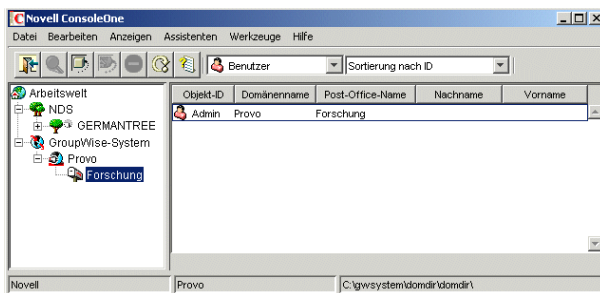 Novell ConsoleOne
Datei Bearbeiten Anzeigen Assistenten Werkzeuge Hilfe
Benutzer Sortierung nach ID
Arbeitswelt
NDS
GERMANTREE
GroupWise-System
Provo
Forschung
Objekt-ID Domänenname Post-Office-Name Nachname Vorname
Admin Provo Forschung
Novell Provo C:\gwsystem\domdir\domdir\